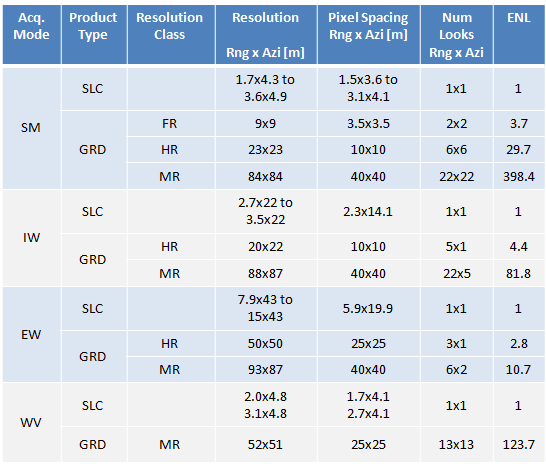 Acq. Mode Product Type Resolution Class Resolution Rng x Azi [m] Pixel Spacing Rng x Azi [m] Num Looks Rng x Azi ENL
SM SLC 1.7x4.3 to 3.6x4.9 1.5x3.6 to 3.1x4.1 1x1 1
GRD FR 9x9 3.5x3.5 2x2 3.7
HR 23x23 10x10 6x6 29.7
MR 84x84 40x40 22x22 398.4
IW SLC 2.7x22 to 3.5x22 2.3x14.1 1x1 1
GRD HR 20x22 10x10 5x1 4.4
MR 88x87 40x40 22x5 81.8
EW SLC 7.9x43 to 15x43 5.9x19.9 1x1 1
GRD HR 50x50 25x25 3x1 2.8
MR 93x87 40x40 6x2 10.7
WV SLC 2.0x4.8 3.1x4.8 1.7x4.1 2.7x4.1 1x1 1
GRD MR 52x51 25x25 13x13 123.7